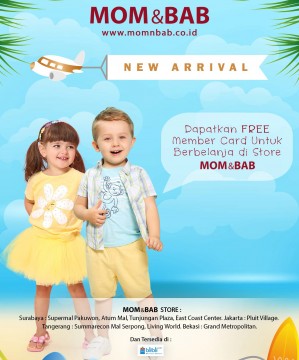 MOM&BAB
www.momnbab.co.id
NEW ARRIVAL
Dapatkan FREE
Member Card Untuk
Berbelanja di Store
MOM&BAB
MOM&BAB STORE :
Surabaya : Supermal Pakuwon, Atum Mal, Tunjungan Plaza, East Coast Center. Jakarta : Pluit Village.
Tangerang : Summarecon Mal Serpong, Living World. Bekasi : Grand Metropolitan.
Dan Tersedia di :